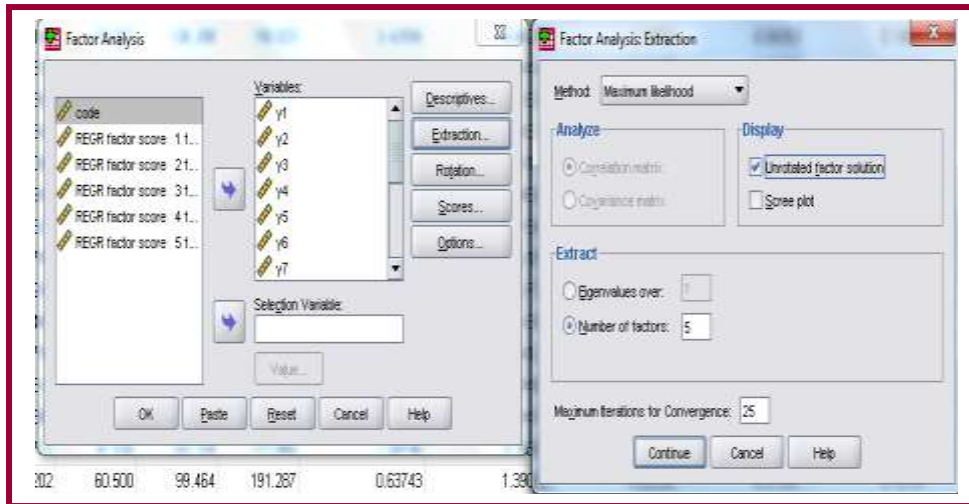 Factor Analysis
Variables:
code
REGR factor score 1 f...
REGR factor score 2 f...
REGR factor score 3 f...
REGR factor score 4 f...
REGR factor score 5 f...
y1
y2
y3
y4
y5
y6
y7
Selection Variable:
Value...
Descriptives...
Extraction...
Rotation...
Scores...
Options...
OK
Paste
Reset
Cancel
Help
Factor Analysis: Extraction
Method: Maximum likelihood
Analyze
Correlation matrix
Covariance matrix
Display
Unrotated factor solution
Scree plot
Extract
Eigenvalues over: 1
Number of factors: 5
Maximum Iterations for Convergence: 25
Continue
Cancel
Help
202 60.500 99.464 191.287 0.63743